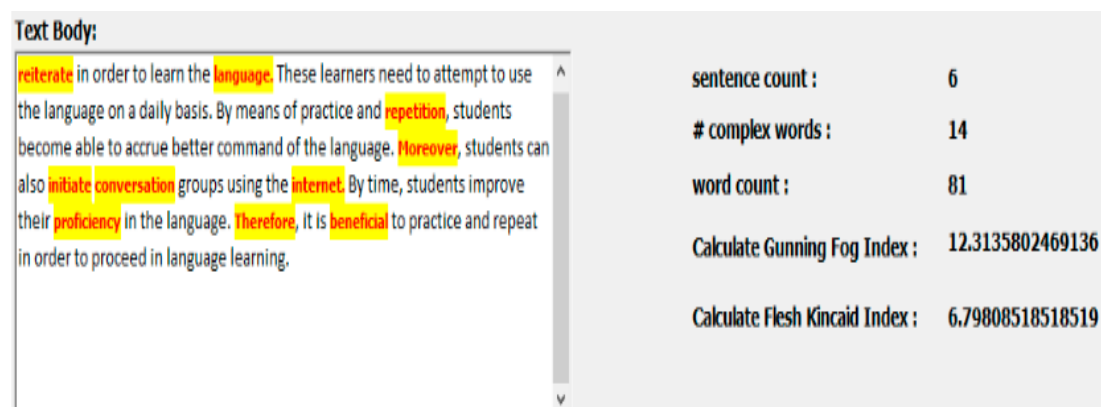 Text Body:
reiterate in order to learn the language. These learners need to attempt to use
the language on a daily basis. By means of practice and repetition, students
become able to accrue better command of the language. Moreover, students can
also initiate conversation groups using the internet. By time, students improve
their proficiency in the language. Therefore, it is beneficial to practice and repeat
in order to proceed in language learning.
sentence count : 6
# complex words : 14
word count : 81
Calculate Gunning Fog Index : 12.3135802469136
Calculate Flesh Kincaid Index : 6.79808518518519